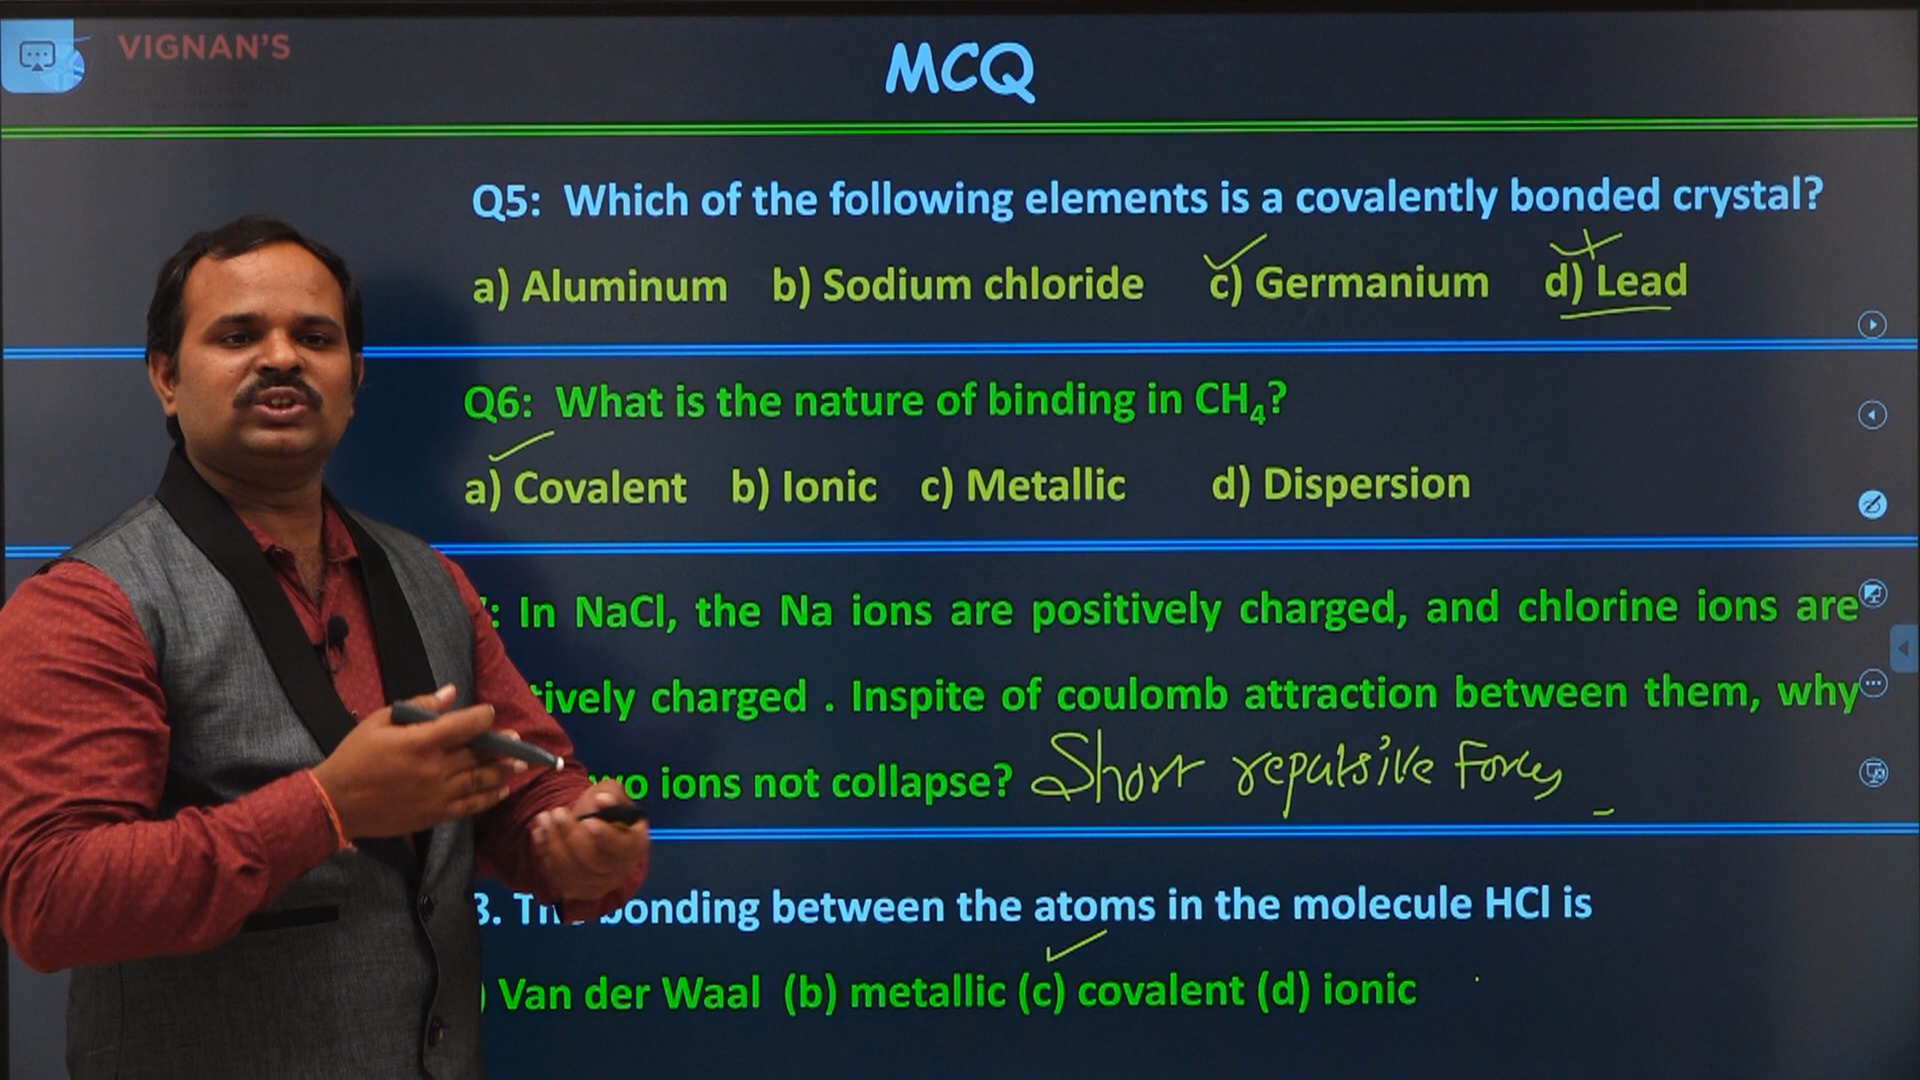 VIGNAN'S
MCQ
Q5: Which of the following elements is a covalently bonded crystal?
a) Aluminum b) Sodium chloride c) Germanium d) Lead
Q6: What is the nature of binding in CH₄?
a) Covalent b) Ionic c) Metallic d) Dispersion
: In NaCl, the Na ions are positively charged, and chlorine ions are
tively charged . Inspite of coulomb attraction between them, why
wo ions not collapse? Short repulsive Forces
3. The bonding between the atoms in the molecule HCl is
) Van der Waal (b) metallic (c) covalent (d) ionic